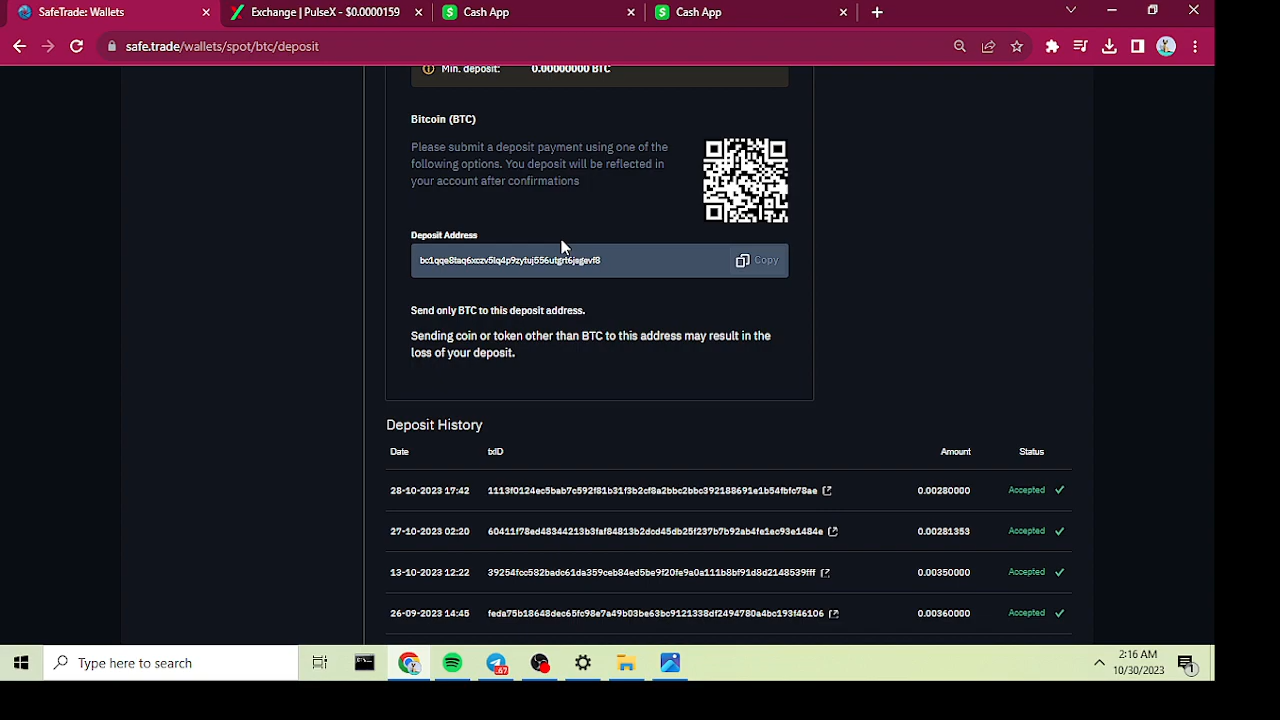 SafeTrade: Wallets
Exchange | PulseX - $0.0000159
Cash App
Cash App
safe.trade/wallets/spot/btc/deposit
Min. deposit: 0.00000000 BTC
Bitcoin (BTC)
Please submit a deposit payment using one of the
following options. You deposit will be reflected in
your account after confirmations
Deposit Address
Copy
Send only BTC to this deposit address.
Sending coin or token other than BTC to this address may result in the
loss of your deposit.
Deposit History
Date txID Amount Status
28-10-2023 17:42 1113f0124ec5bab7c592f81b31f3b2cf8a2bbc2bbc392188691e1b54fbfc78ae 0.00280000 Accepted
27-10-2023 02:20 60411f78ed48344213b3faf84813b2dcd45db25f237b7b92ab4fe1ec93e1484e 0.00281353 Accepted
13-10-2023 12:22 39254fcc582badc61da359ceb84ed5be9f20fe9a0a111b8bf91d8d2148539fff 0.00350000 Accepted
26-09-2023 14:45 feda75b18648dec65fc98e7a49b03be63bc9121338df2494780a4bc193f46106 0.00360000 Accepted
Type here to search
2:16 AM
10/30/2023
1